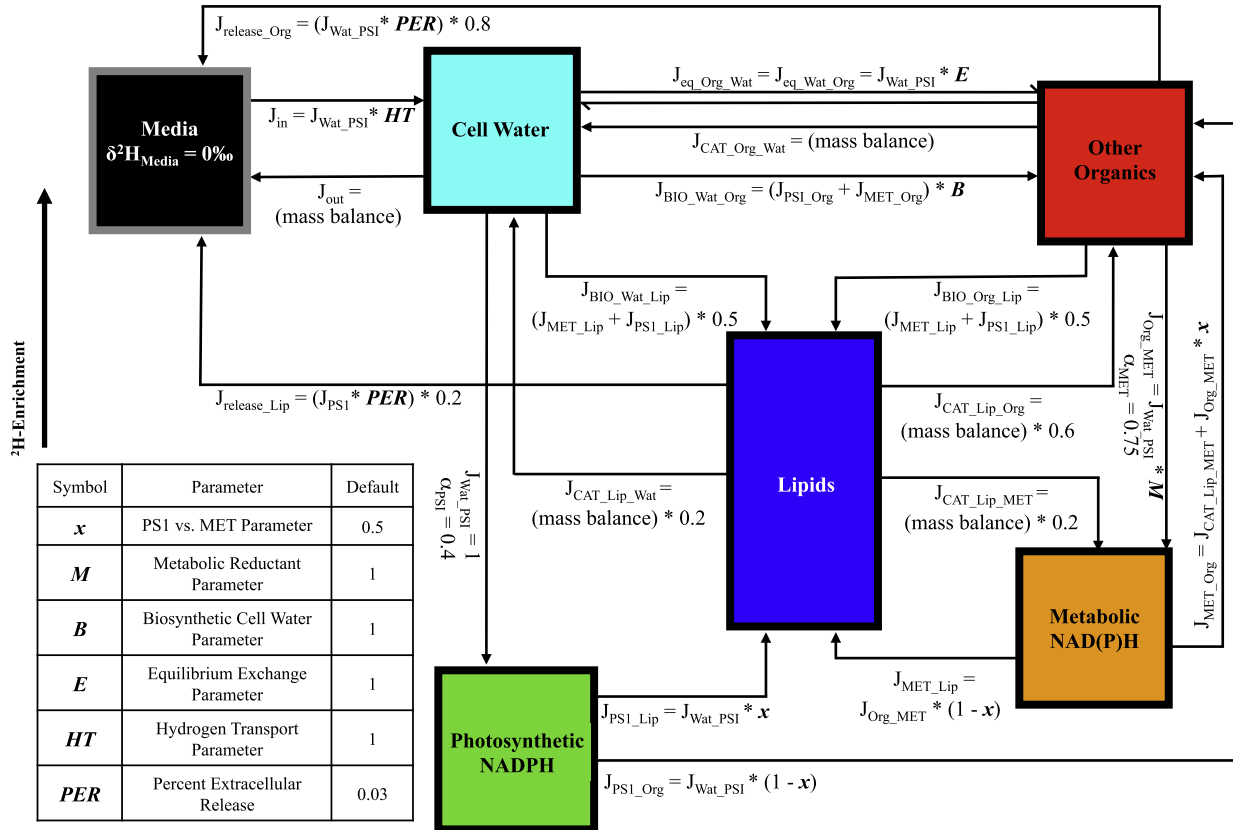 J_release_Org = (J_Wat_PSI* PER) * 0.8
Media
δ²H_Media = 0‰
J_in = J_Wat_PSI* HT
Cell Water
J_eq_Org_Wat = J_eq_Wat_Org = J_Wat_PSI * E
J_CAT_Org_Wat = (mass balance)
Other
Organics
J_out =
(mass balance)
J_BIO_Wat_Org = (J_PSI_Org + J_MET_Org) * B
²H-Enrichment
J_BIO_Wat_Lip =
(J_MET_Lip + J_PS1_Lip) * 0.5
J_BIO_Org_Lip =
(J_MET_Lip + J_PS1_Lip) * 0.5
J_Org_MET = J_Wat_PSI * M
α_MET = 0.75
J_MET_Org = J_CAT_Lip_MET + J_Org_MET * x
J_release_Lip = (J_PS1* PER) * 0.2
J_CAT_Lip_Org =
(mass balance) * 0.6
J_Wat_PSI = 1
α_PSI = 0.4
J_CAT_Lip_Wat=
(mass balance) * 0.2
Lipids
J_CAT_Lip_MET=
(mass balance) * 0.2
Metabolic
NAD(P)H
J_MET_Lip =
J_Org_MET * (1 - x)
J_PS1_Lip = J_Wat_PSI * x
Photosynthetic
NADPH
J_PS1_Org = J_Wat_PSI * (1 - x)
Symbol Parameter Default
x PS1 vs. MET Parameter 0.5
M Metabolic Reductant
Parameter 1
B Biosynthetic Cell Water
Parameter 1
E Equilibrium Exchange
Parameter 1
HT Hydrogen Transport
Parameter 1
PER Percent Extracellular
Release 0.03